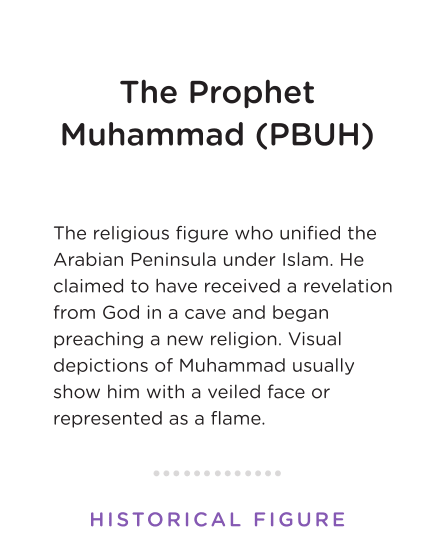 The Prophet
Muhammad (PBUH)
The religious figure who unified the
Arabian Peninsula under Islam. He
claimed to have received a revelation
from God in a cave and began
preaching a new religion. Visual
depictions of Muhammad usually
show him with a veiled face or
represented as a flame.
HISTORICAL FIGURE